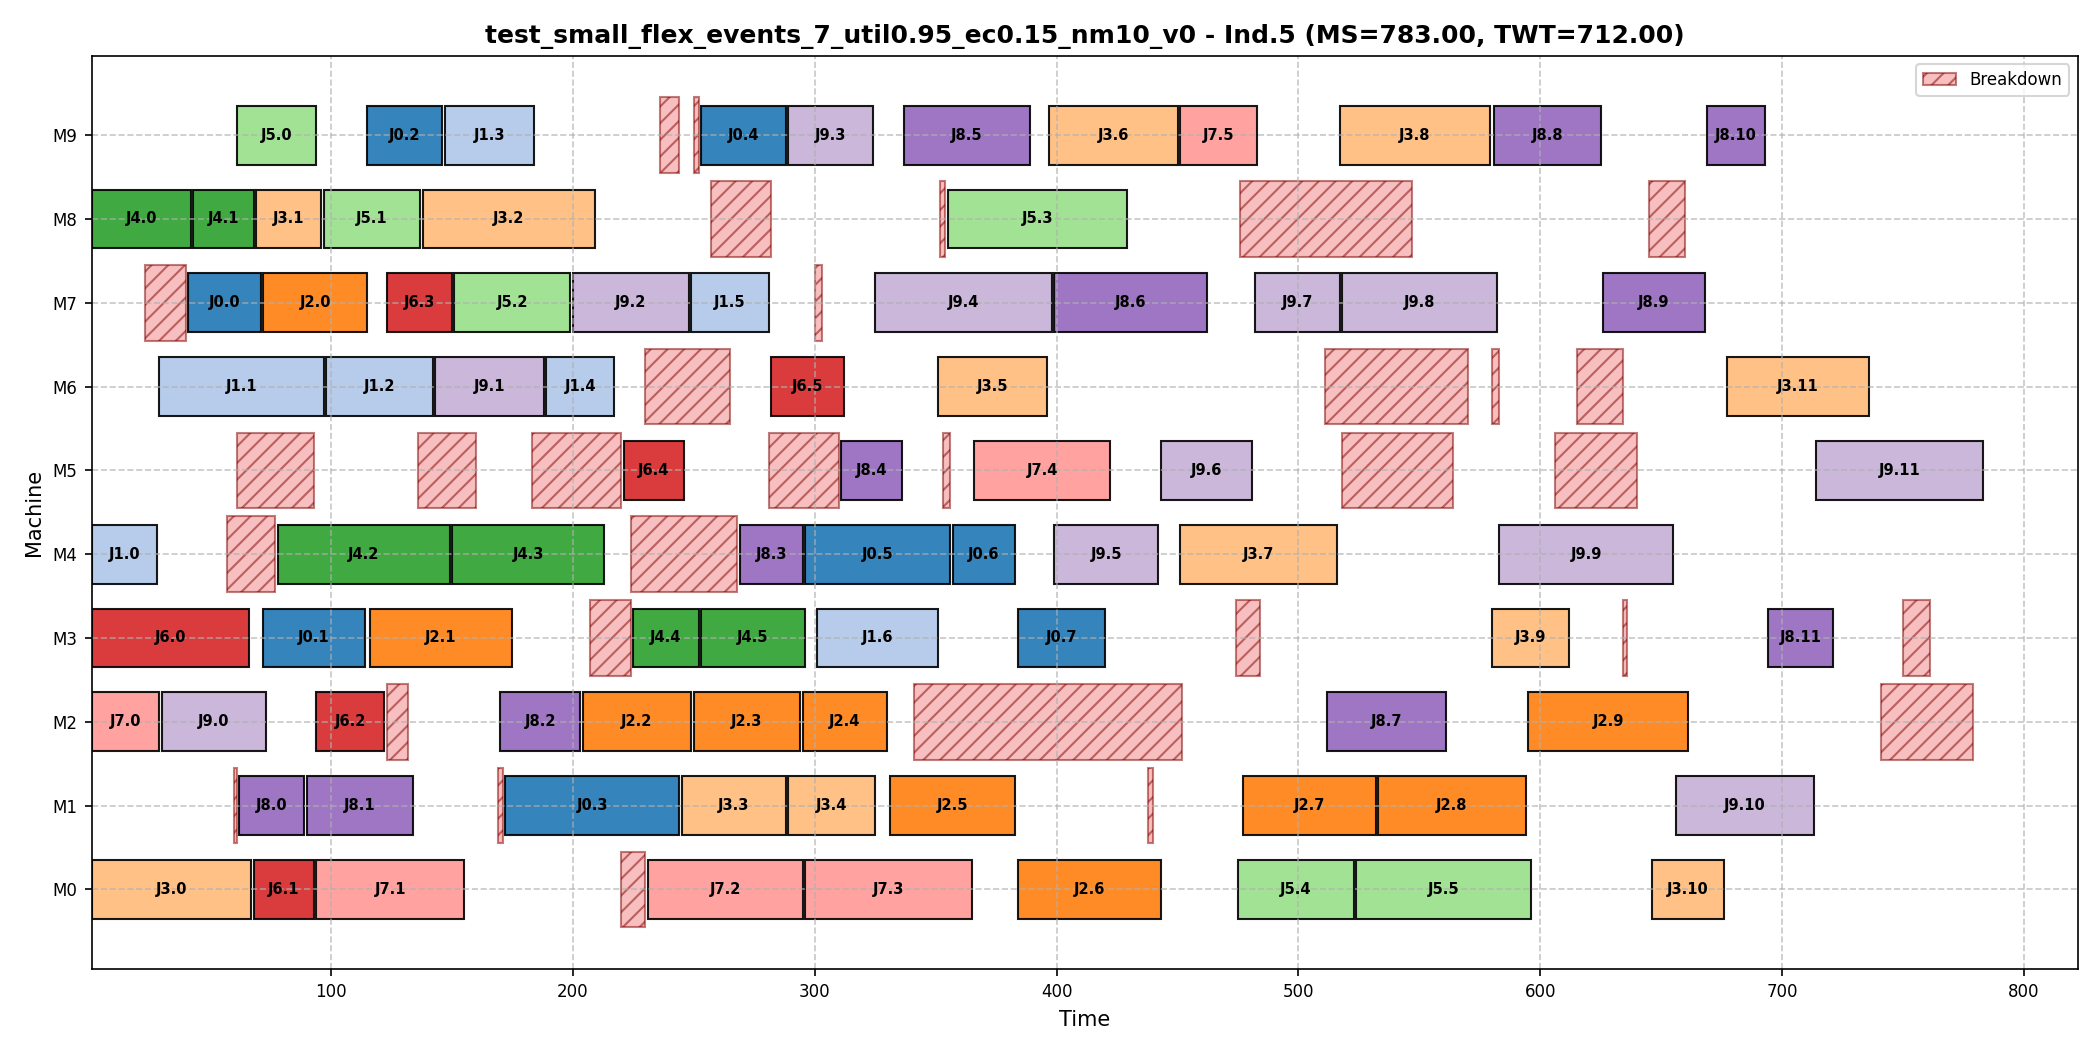 test_small_flex_events_7_util0.95_ec0.15_nm10_v0 - Ind.5 (MS=783.00, TWT=712.00)
Breakdown
M9 J5.0 J0.2 J1.3 J0.4 J9.3 J8.5 J3.6 J7.5 J3.8 J8.8 J8.10
M8 J4.0 J4.1 J3.1 J5.1 J3.2 J5.3
M7 J0.0 J2.0 J6.3 J5.2 J9.2 J1.5 J9.4 J8.6 J9.7 J9.8 J8.9
M6 J1.1 J1.2 J9.1 J1.4 J6.5 J3.5 J3.11
M5 J6.4 J8.4 J7.4 J9.6 J9.11
M4 J1.0 J4.2 J4.3 J8.3 J0.5 J0.6 J9.5 J3.7 J9.9
M3 J6.0 J0.1 J2.1 J4.4 J4.5 J1.6 J0.7 J3.9 J8.11
M2 J7.0 J9.0 J6.2 J8.2 J2.2 J2.3 J2.4 J8.7 J2.9
M1 J8.0 J8.1 J0.3 J3.3 J3.4 J2.5 J2.7 J2.8 J9.10
M0 J3.0 J6.1 J7.1 J7.2 J7.3 J2.6 J5.4 J5.5 J3.10
Machine
100 200 300 400 500 600 700 800
Time